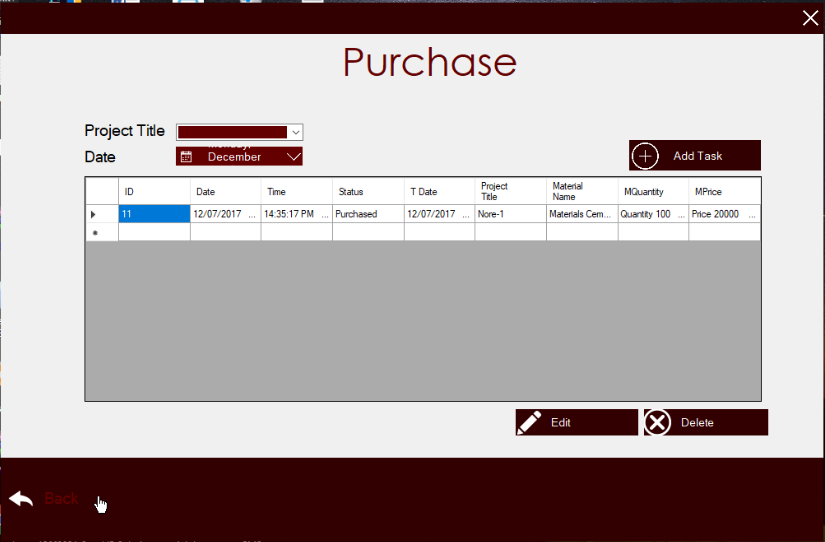 Purchase
Project Title
Date
Monday,
December
Add Task
ID Date Time Status T Date Project Title Material Name MQuantity MPrice
11 12/07/2017 ... 14:35:17 PM ... Purchased 12/07/2017 ... Nore-1 Materials Cem... Quantity 100 ... Price 20000 ...
Edit
Delete
Back